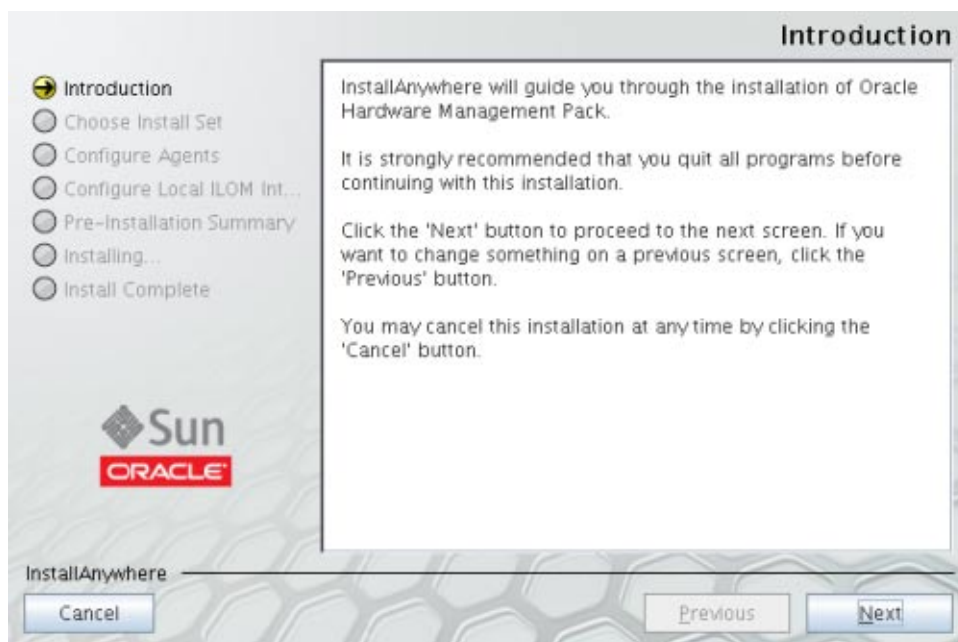 Introduction
Introduction
Choose Install Set
Configure Agents
Configure Local ILOM Int...
Pre-Installation Summary
Installing...
Install Complete
InstallAnywhere will guide you through the installation of Oracle
Hardware Management Pack.
It is strongly recommended that you quit all programs before
continuing with this installation.
Click the 'Next' button to proceed to the next screen. If you
want to change something on a previous screen, click the
'Previous' button.
You may cancel this installation at any time by clicking the
'Cancel' button.
Sun
ORACLE
InstallAnywhere
Cancel
Previous
Next